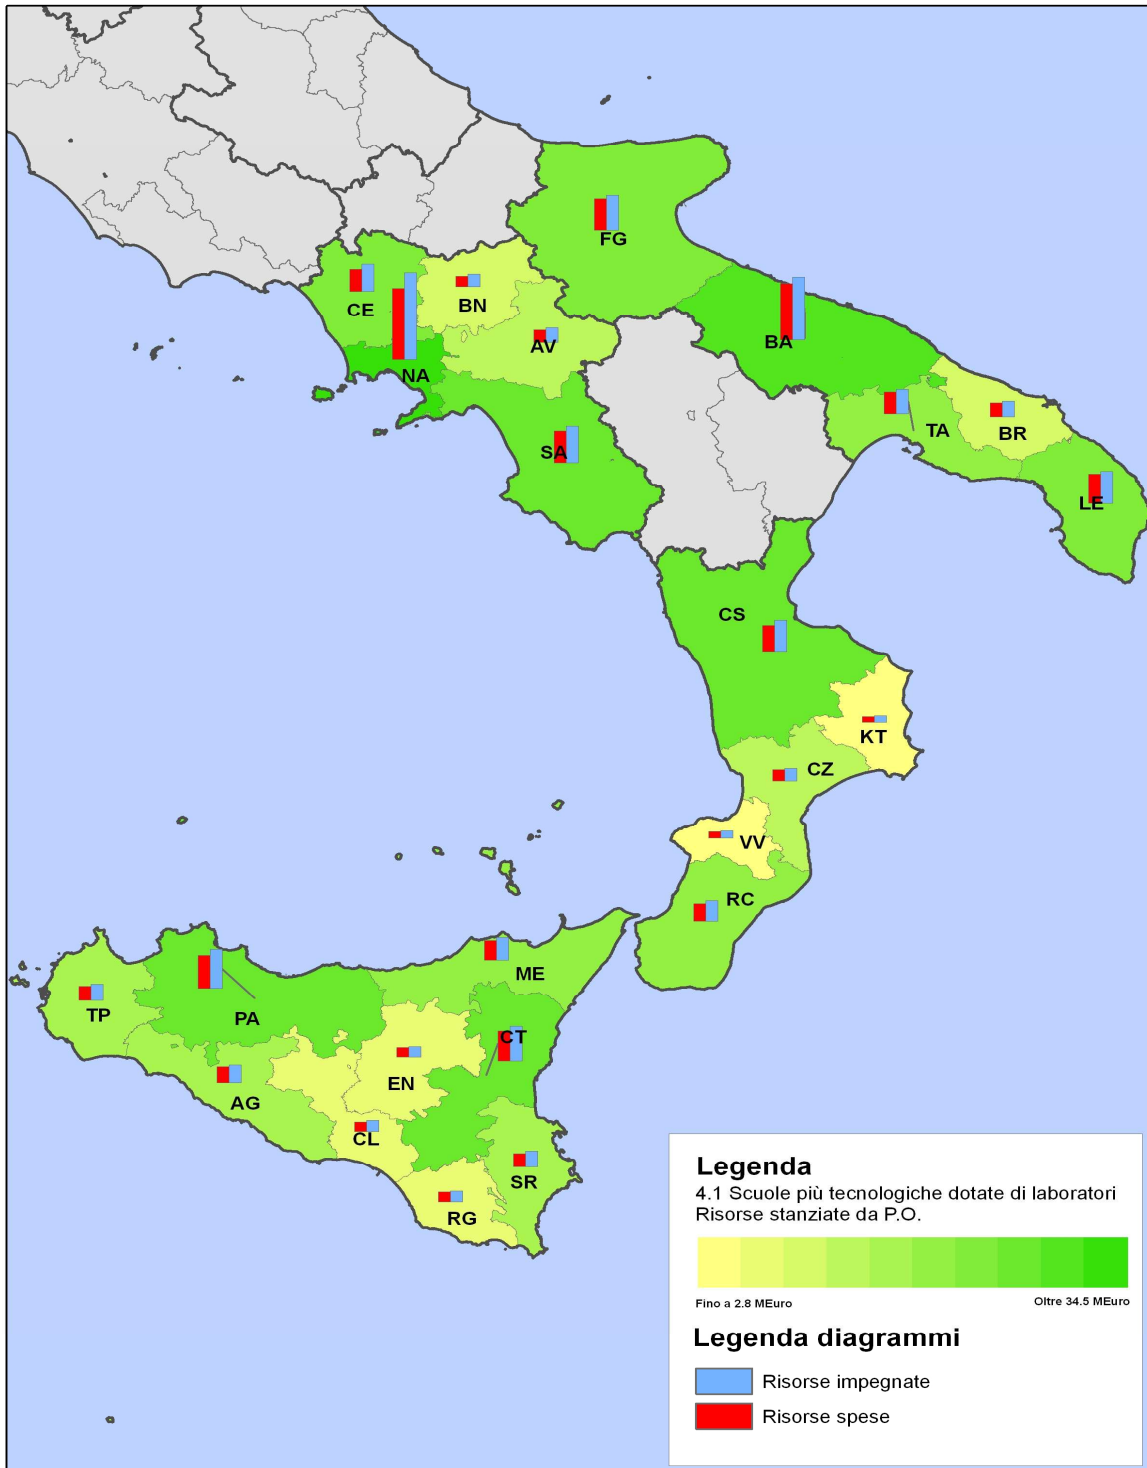 FG
CE
BN
BA
AV
NA
TA
BR
SA
LE
CS
KT
CZ
VV
RC
ME
TP
PA
CT
EN
AG
CL
SR
RG
Legenda
4.1 Scuole più tecnologiche dotate di laboratori
Risorse stanziate da P.O.
Fino a 2.8 MEuro
Oltre 34.5 MEuro
Legenda diagrammi
Risorse impegnate
Risorse spese